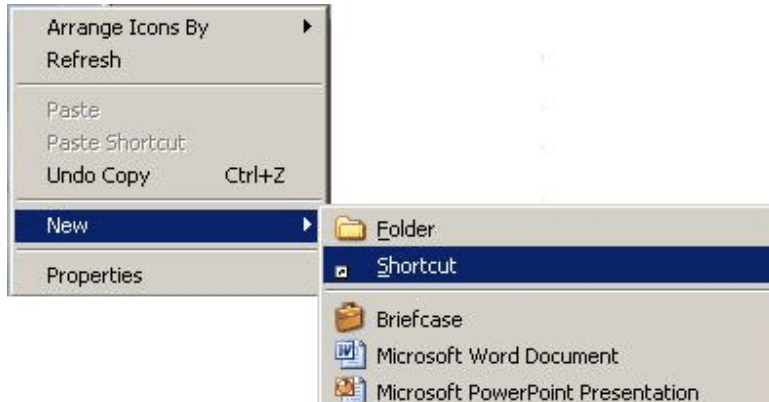 Arrange Icons By
Refresh
Paste
Paste Shortcut
Undo Copy Ctrl+Z
New
Properties
Folder
Shortcut
Briefcase
Microsoft Word Document
Microsoft PowerPoint Presentation